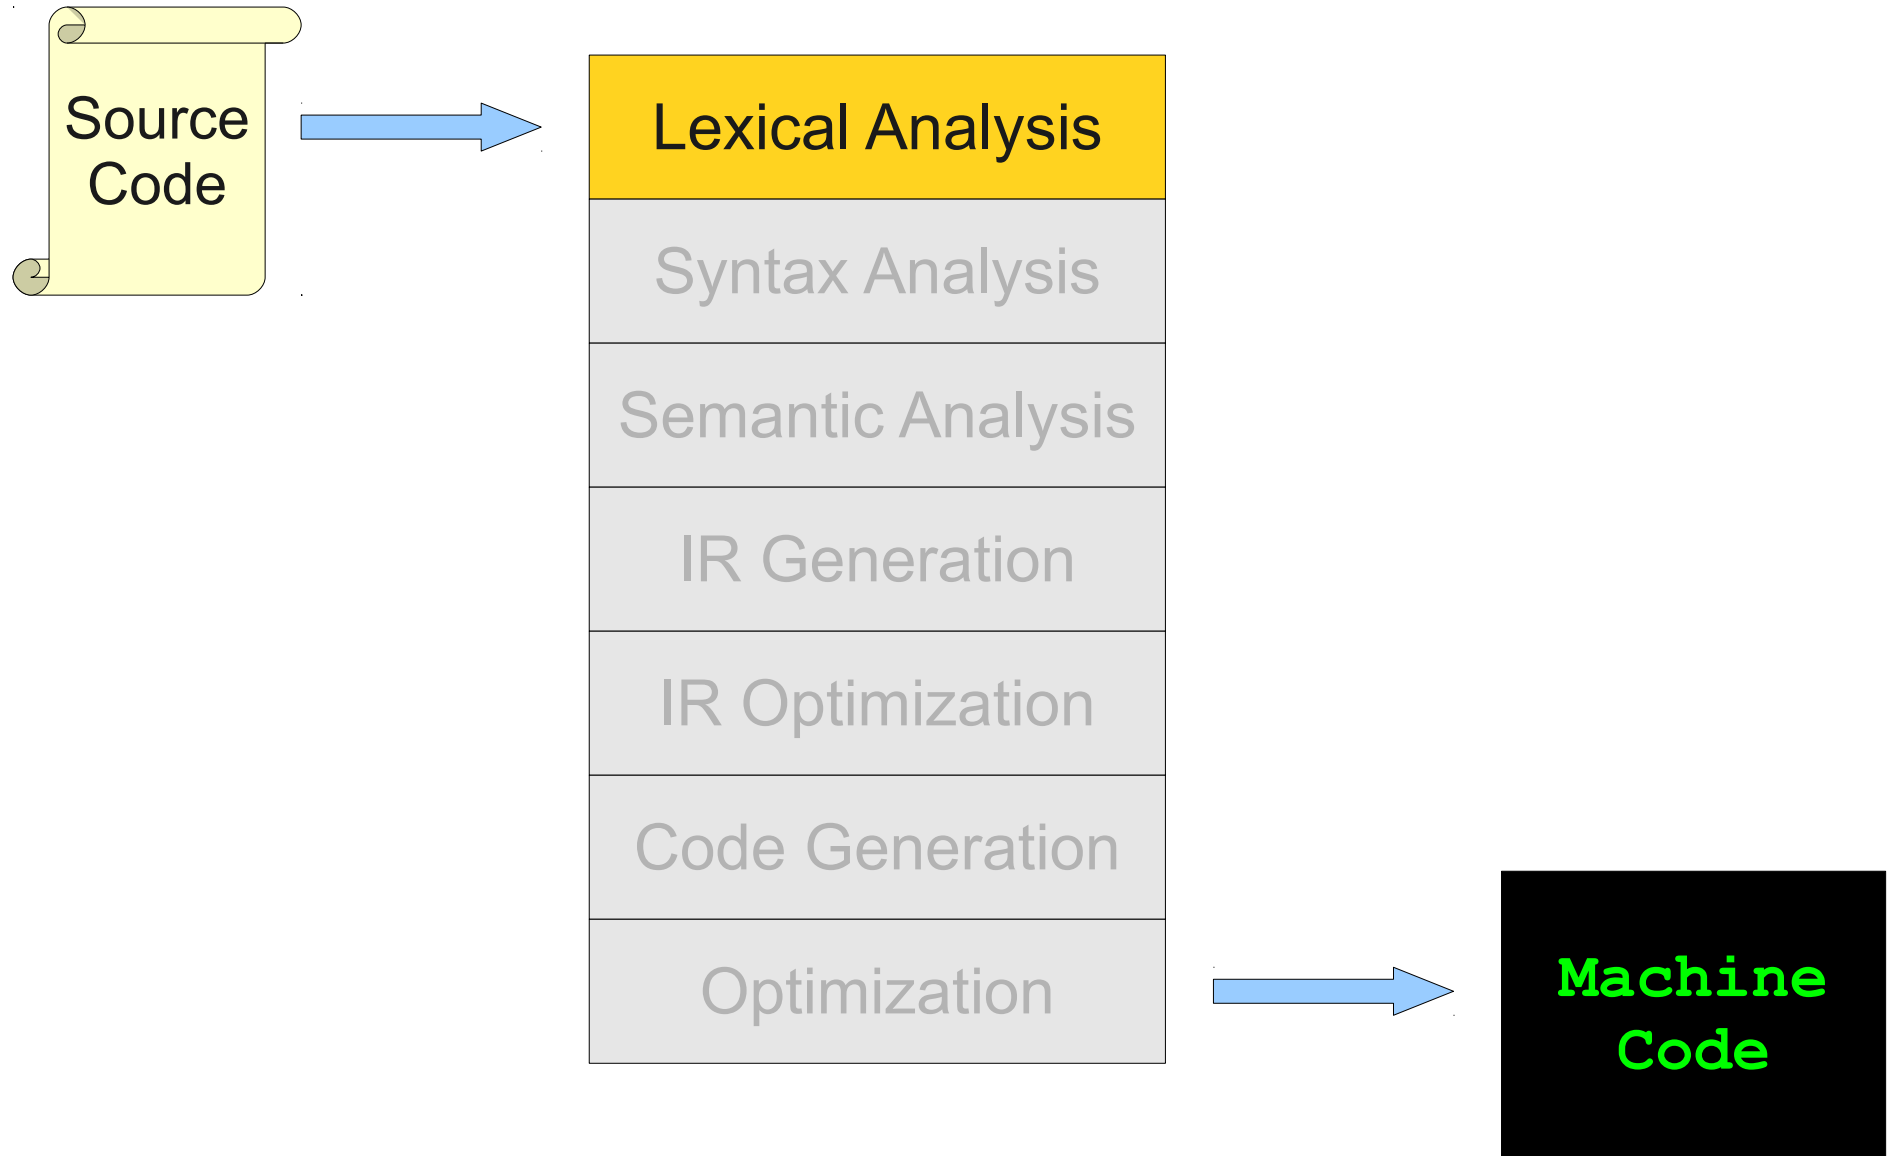 Source
Code
Lexical Analysis
Syntax Analysis
Semantic Analysis
IR Generation
IR Optimization
Code Generation
Optimization
Machine
Code